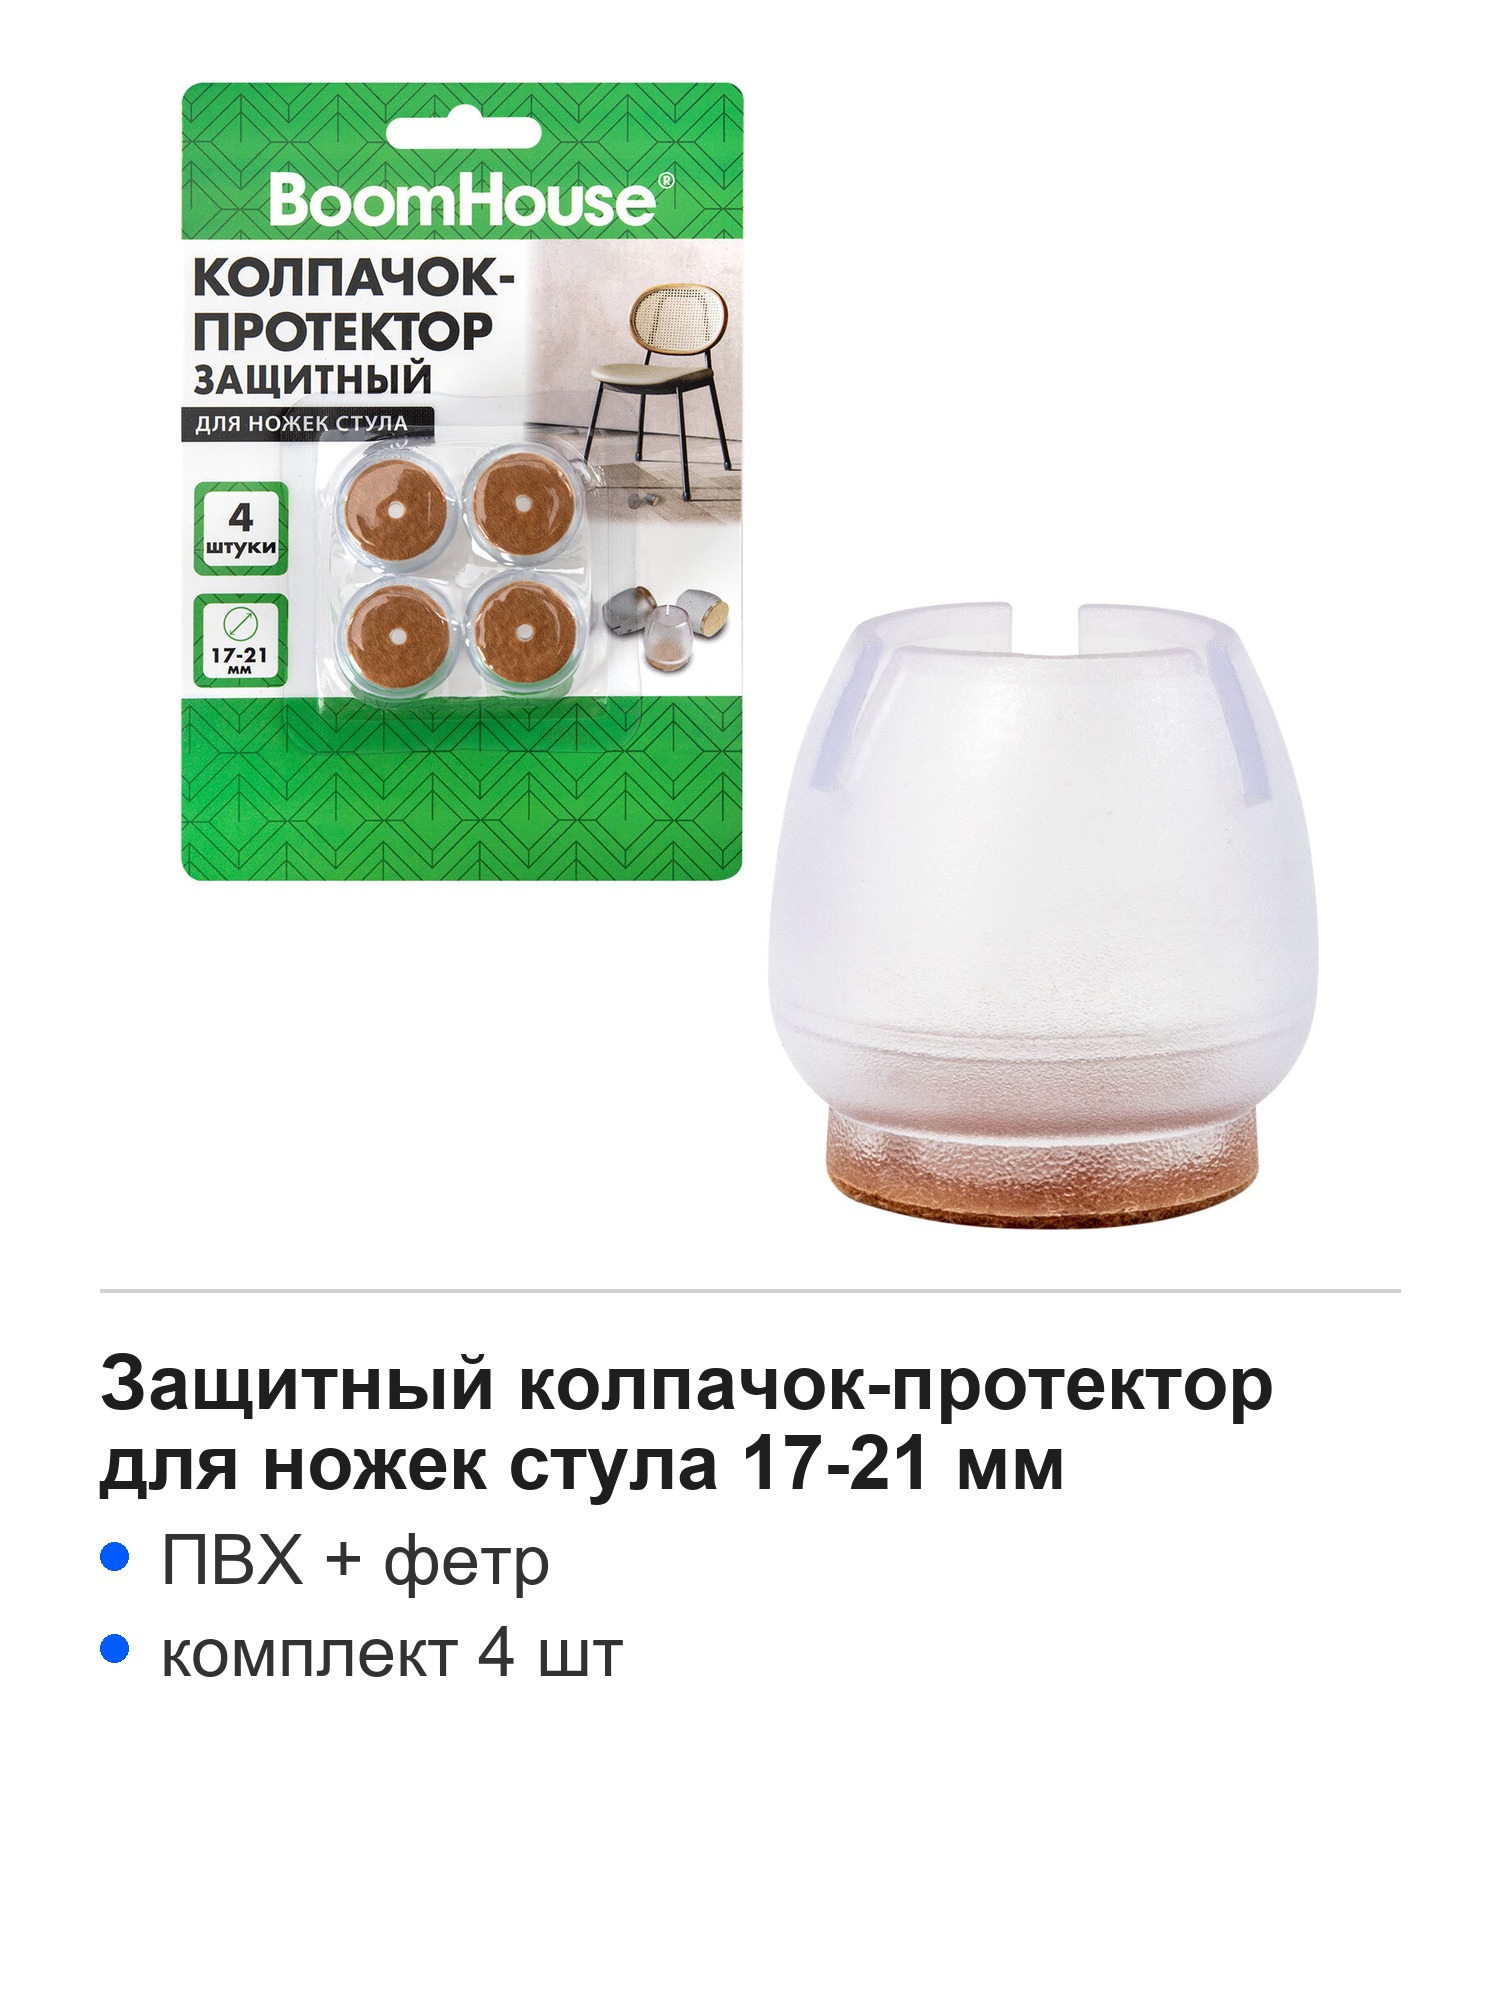 BoomHouse®
КОЛПАЧОК-
ПРОТЕКТОР
ЗАЩИТНЫЙ
ДЛЯ НОЖЕК СТУЛА
4
штуки
17-21
мм
Защитный колпачок-протектор
для ножек стула 17-21 мм
ПВХ + фетр
комплект 4 шт